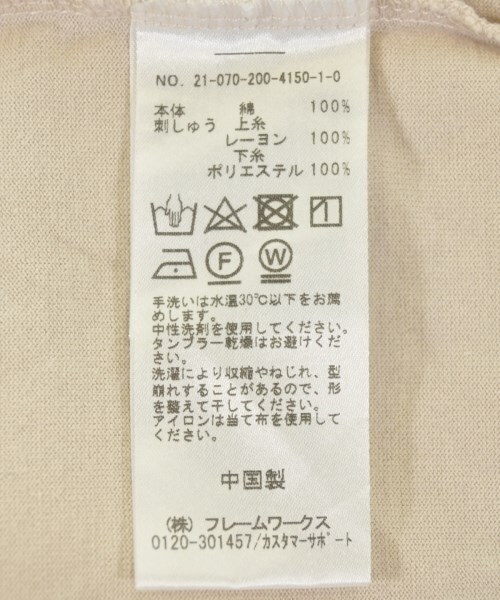 NO. 21-070-200-4150-1-0
本体 綿 100%
刺しゅう 上糸
レーヨン 100%
下糸
ポリエステル 100%
F
W
手洗いは水温30℃以下をお薦
めします。
中性洗剤を使用してください。
タンブラー乾燥はお避けくださ
い。
洗濯により収縮やねじれ、型
崩れすることがあるので、形
を整えて干してください。
アイロンは当て布を使用して
ください。
中国製
(株) フレームワークス
0120-301457/カスタマーサポート